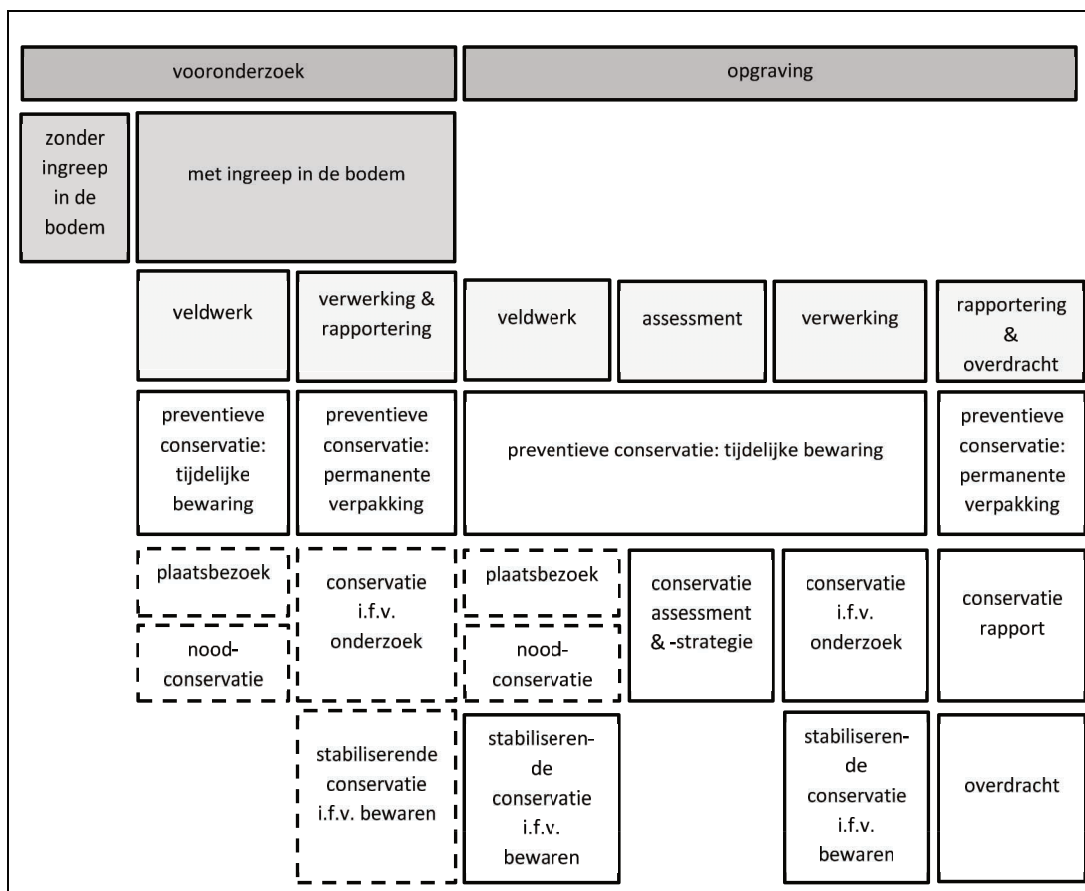 vooronderzoek
opgraving
zonder
ingreep
in de
bodem
met ingreep in de bodem
veldwerk
verwerking &
rapportering
veldwerk
assessment
verwerking
rapportering
&
overdracht
preventieve
conservatie:
tijdelijke
bewaring
preventieve
conservatie:
permanente
verpakking
preventieve conservatie: tijdelijke bewaring
preventieve
conservatie:
permanente
verpakking
plaatsbezoek
nood-
conservatie
conservatie
i.f.v.
onderzoek
plaatsbezoek
nood-
conservatie
conservatie
assessment
& -strategie
conservatie
i.f.v.
onderzoek
conservatie
rapport
stabiliserende
conservatie
i.f.v. bewaren
stabiliseren-
de
conservatie
i.f.v.
bewaren
stabiliseren-
de
conservatie
i.f.v.
bewaren
overdracht